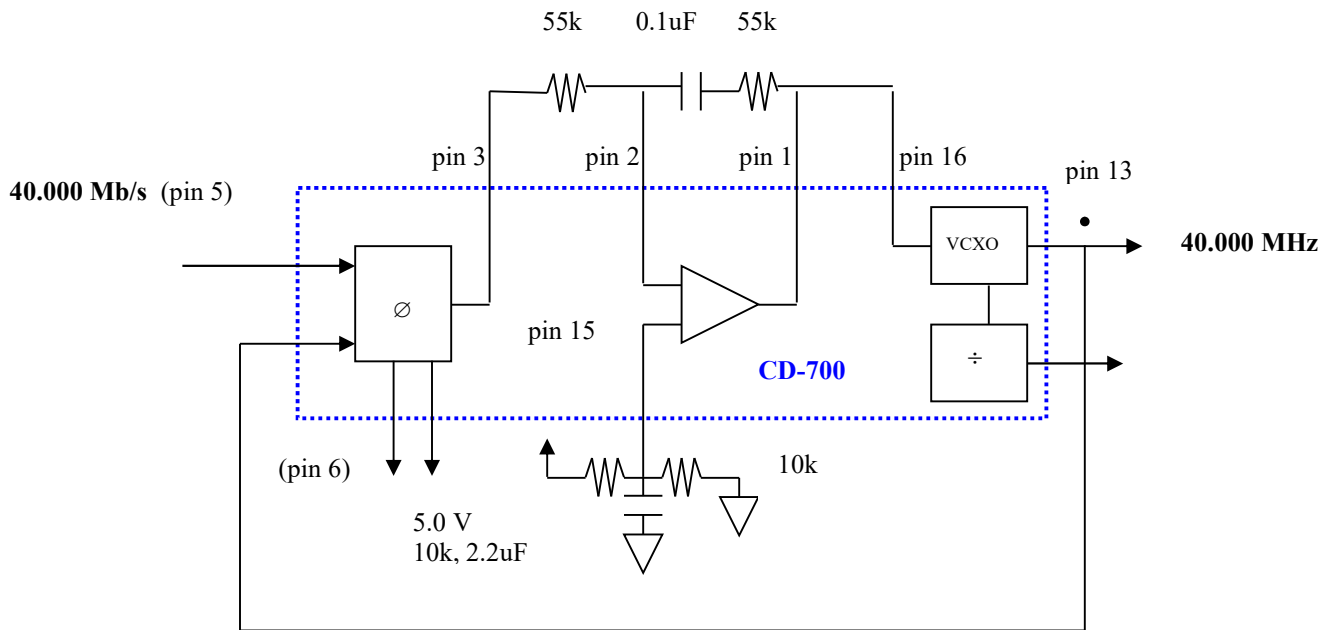 55k 0.1uF 55k
pin 3 pin 2 pin 1 pin 16
pin 13
40.000 Mb/s (pin 5)
VCXO
40.000 MHz
∅
pin 15
÷
CD-700
(pin 6)
10k
5.0 V
10k, 2.2uF